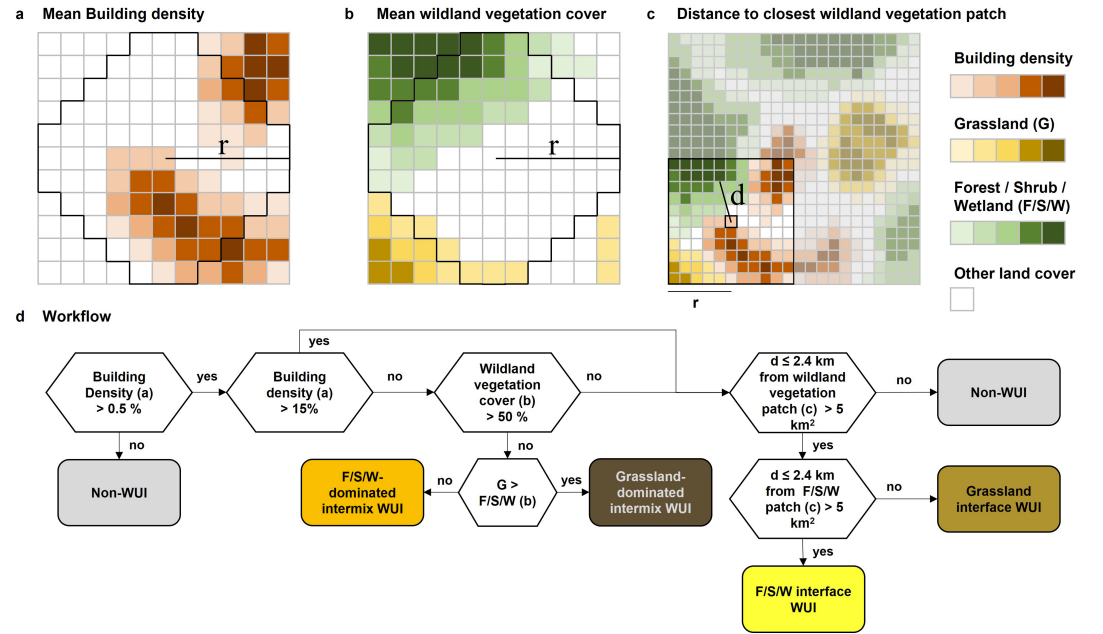 a Mean Building density
b Mean wildland vegetation cover
c Distance to closest wildland vegetation patch
r
r
d
r
Building density
Grassland (G)
Forest / Shrub /
Wetland (F/S/W)
Other land cover
d Workflow
Building
Density (a)
> 0.5 %
yes
no
Non-WUI
Building
density (a)
> 15%
yes
no
Wildland
vegetation
cover (b)
> 50 %
no
no
G >
F/S/W (b)
no
yes
F/S/W-
dominated
intermix WUI
Grassland-
dominated
intermix WUI
d ≤ 2.4 km
from wildland
vegetation
patch (c) > 5
km²
no
Non-WUI
yes
d ≤ 2.4 km
from F/S/W
patch (c) > 5
km²
no
Grassland
interface WUI
yes
F/S/W interface
WUI